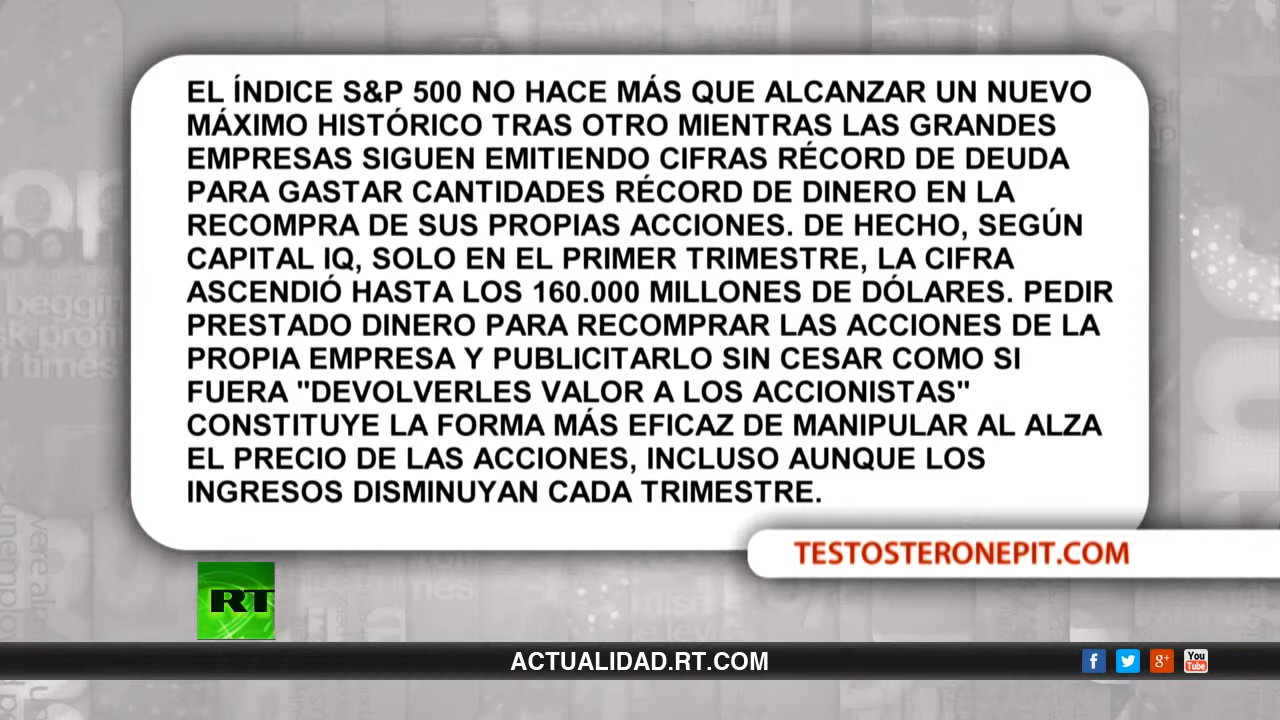 EL ÍNDICE S&P 500 NO HACE MÁS QUE ALCANZAR UN NUEVO
MÁXIMO HISTÓRICO TRAS OTRO MIENTRAS LAS GRANDES
EMPRESAS SIGUEN EMITIENDO CIFRAS RÉCORD DE DEUDA
PARA GASTAR CANTIDADES RÉCORD DE DINERO EN LA
RECOMPRA DE SUS PROPIAS ACCIONES. DE HECHO, SEGÚN
CAPITAL IQ, SOLO EN EL PRIMER TRIMESTRE, LA CIFRA
ASCENDIÓ HASTA LOS 160.000 MILLONES DE DÓLARES. PEDIR
PRESTADO DINERO PARA RECOMPRAR LAS ACCIONES DE LA
PROPIA EMPRESA Y PUBLICITARLO SIN CESAR COMO SI
FUERA "DEVOLVERLES VALOR A LOS ACCIONISTAS"
CONSTITUYE LA FORMA MÁS EFICAZ DE MANIPULAR AL ALZA
EL PRECIO DE LAS ACCIONES, INCLUSO AUNQUE LOS
INGRESOS DISMINUYAN CADA TRIMESTRE.
TESTOSTERONEPIT.COM
RT
ACTUALIDAD.RT.COM
f
g+
You
Tube
times